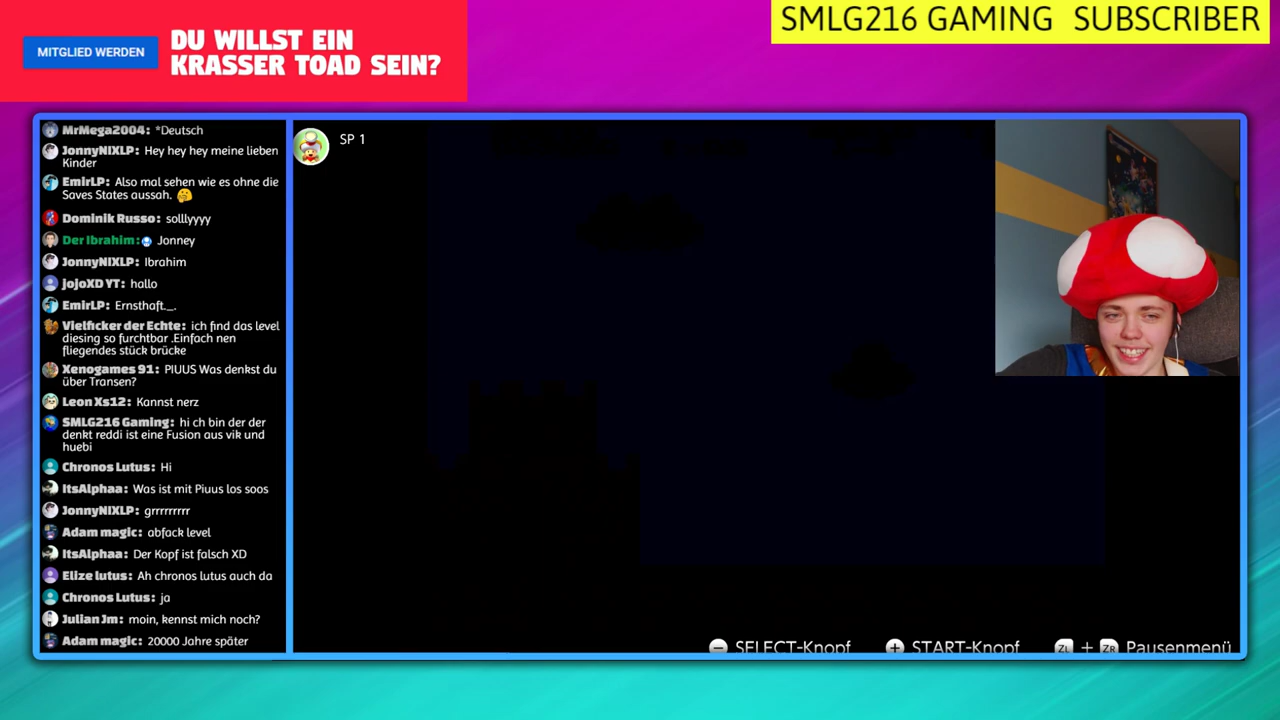 MITGLIED WERDEN
DU WILLST EIN
KRASSER TOAD SEIN?
SMLG216 GAMING SUBSCRIBER
MrMega2004: *Deutsch
JonnyNIXLP: Hey hey hey meine lieben
Kinder
EmirLP: Also mal sehen wie es ohne die
Saves States aussah. 🤔
Dominik Russo: solllyyyy
Der Ibrahim: Jonney
JonnyNIXLP: Ibrahim
jojoXD YT: hallo
EmirLP: Ernsthaft._.
Vielficker der Echte: ich find das level
diesing so furchtbar .Einfach nen
fliegendes stück brücke
Xenogames 91: PIUUS Was denkst du
über Transen?
Leon Xs12: Kannst nerz
SMLG216 Gaming: hi ch bin der der
denkt reddi ist eine Fusion aus vik und
huebi
Chronos Lutus: Hi
ItsAlphaa: Was ist mit Piuus los soos
JonnyNIXLP: grrrrrrrr
Adam magic: abfack level
ItsAlphaa: Der Kopf ist falsch XD
Elize lutus: Ah chronos lutus auch da
Chronos Lutus: ja
Julian Jm: moin, kennst mich noch?
Adam magic: 20000 Jahre später
SP 1
SELECT-Knopf
START-Knopf
ZL + ZR Pausenmenü